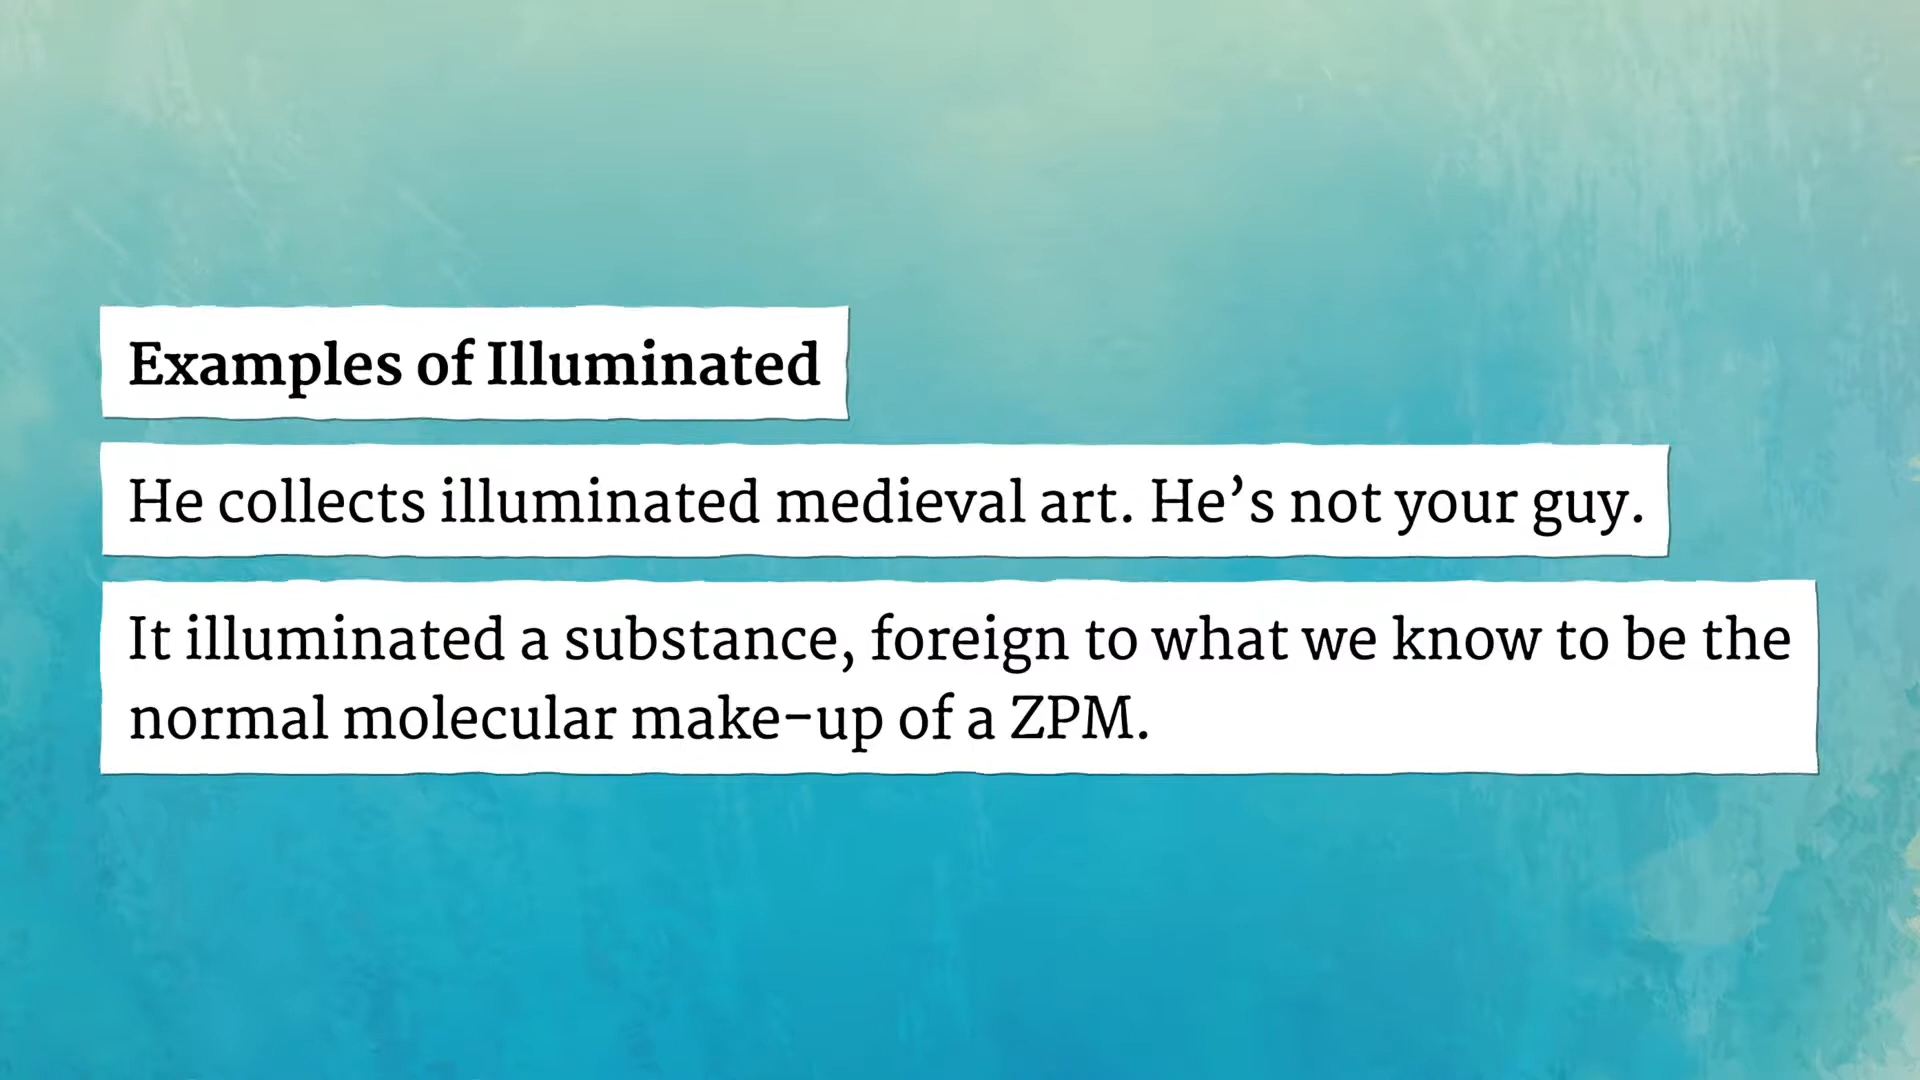 Examples of Illuminated
He collects illuminated medieval art. He’s not your guy.
It illuminated a substance, foreign to what we know to be the
normal molecular make-up of a ZPM.